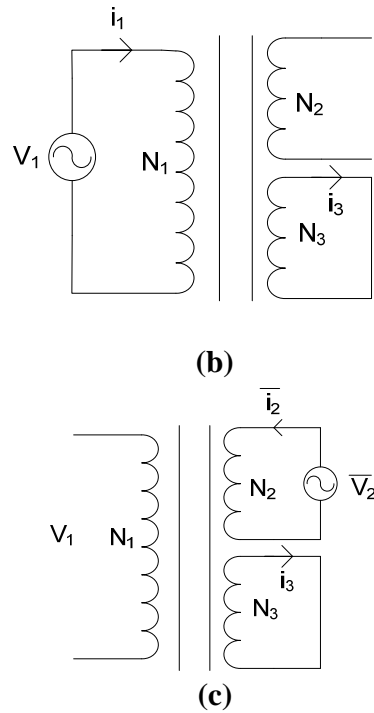 i₁
V₁
N₁
N₂
i₃
N₃
(b)
i₂
V₁
N₁
N₂
V₂
i₃
N₃
(c)